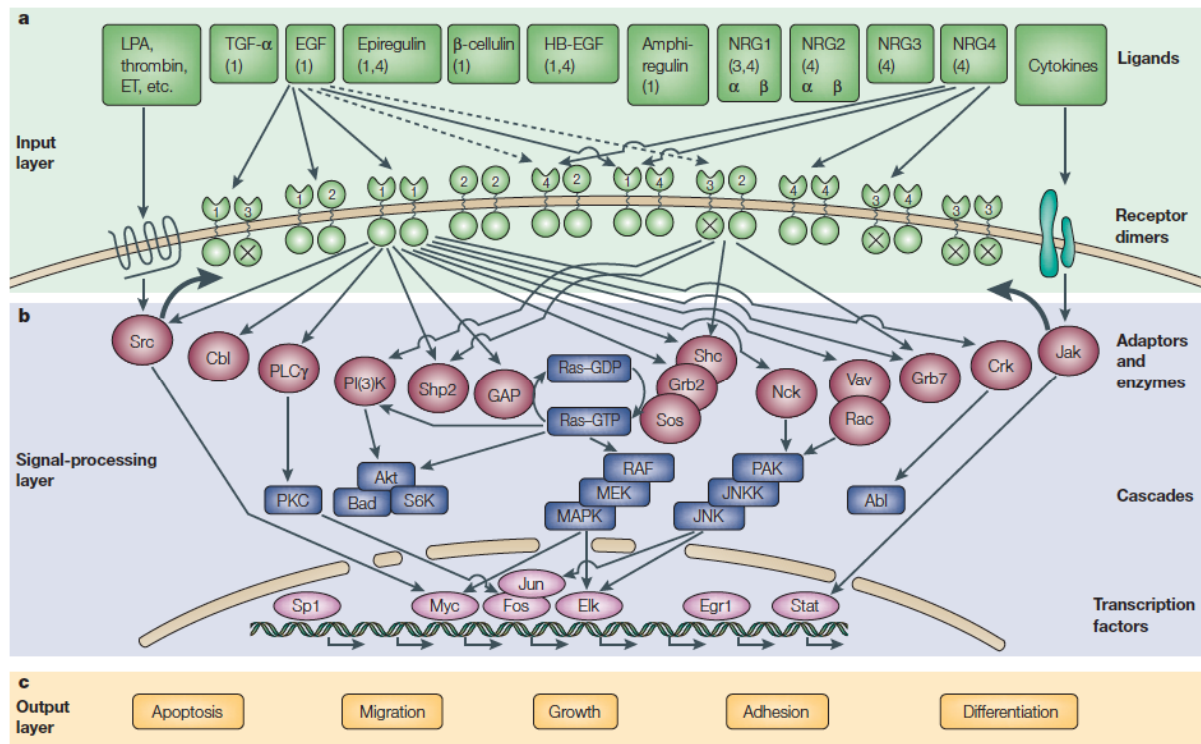 a
LPA,
thrombin,
ET, etc.
TGF-α
(1)
EGF
(1)
Epiregulin
(1,4)
β-cellulin
(1)
HB-EGF
(1,4)
Amphi-
regulin
(1)
NRG1
(3,4)
α β
NRG2
(4)
α β
NRG3
(4)
NRG4
(4)
Cytokines
Ligands
Input
layer
1 3
1 2
1 1
2 2
4 2
1 4
3 2
4 4
3 4
3 3
Receptor
dimers
b
Src
Cbl
PLCγ
PI(3)K
Shp2
GAP
Ras–GDP
Ras–GTP
Shc
Grb2
Sos
Nck
Vav
Rac
Grb7
Crk
Jak
Adaptors
and
enzymes
Signal-processing
layer
PKC
Akt
Bad
S6K
RAF
MEK
MAPK
PAK
JNKK
JNK
Abl
Cascades
Sp1
Myc
Jun
Fos
Elk
Egr1
Stat
Transcription
factors
c
Output
layer
Apoptosis
Migration
Growth
Adhesion
Differentiation